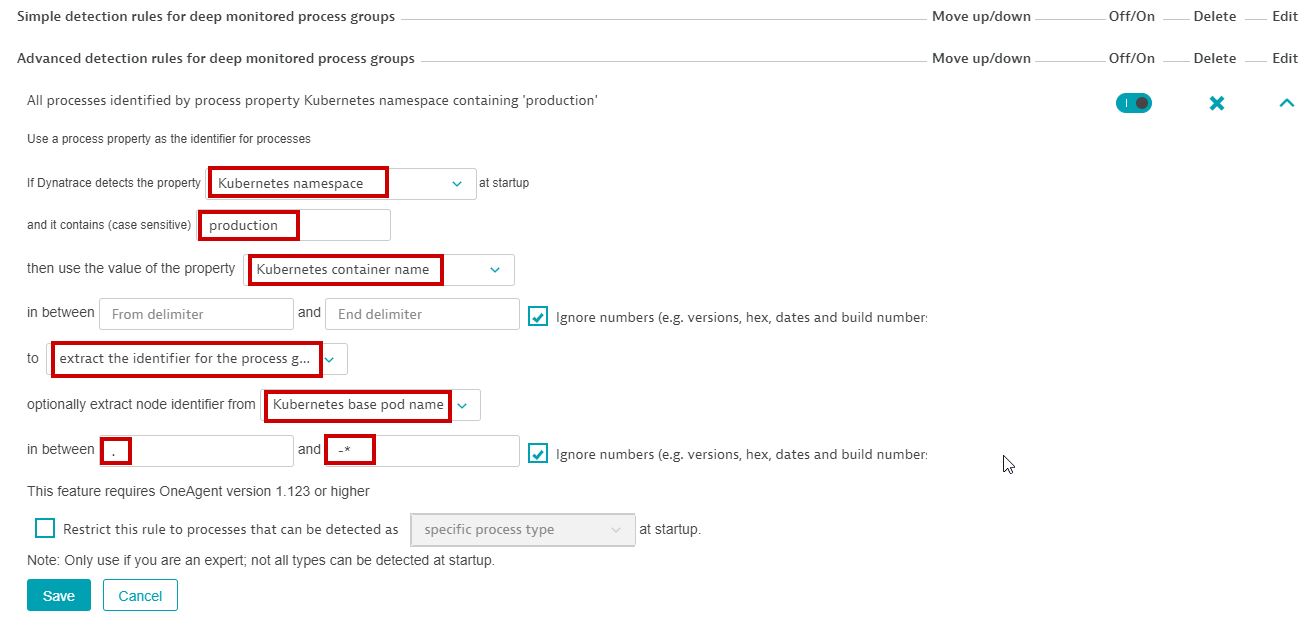 Simple detection rules for deep monitored process groups Move up/down Off/On Delete Edit
Advanced detection rules for deep monitored process groups Move up/down Off/On Delete Edit
All processes identified by process property Kubernetes namespace containing 'production'
Use a process property as the identifier for processes
If Dynatrace detects the property Kubernetes namespace at startup
and it contains (case sensitive) production
then use the value of the property Kubernetes container name
in between From delimiter and End delimiter Ignore numbers (e.g. versions, hex, dates and build number
to extract the identifier for the process g...
optionally extract node identifier from Kubernetes base pod name
in between . and -* Ignore numbers (e.g. versions, hex, dates and build number
This feature requires OneAgent version 1.123 or higher
Restrict this rule to processes that can be detected as specific process type at startup.
Note: Only use if you are an expert; not all types can be detected at startup.
Save Cancel